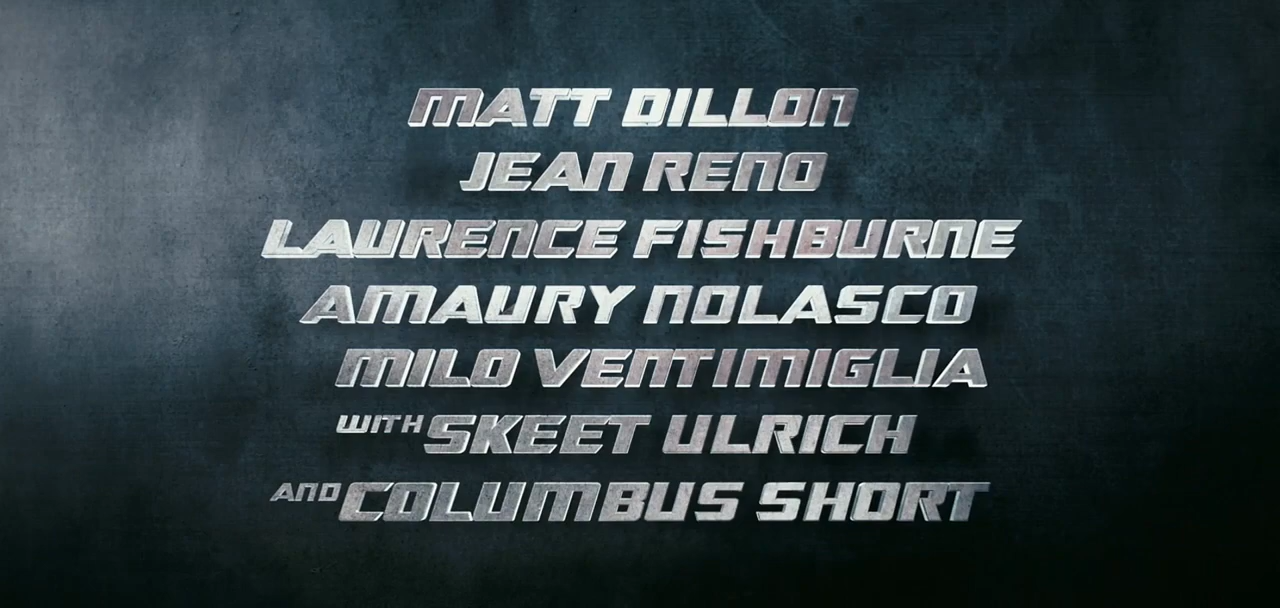 MATT DILLON
JEAN RENO
LAURENCE FISHBURNE
AMAURY NOLASCO
MILO VENTIMIGLIA
WITH SKEET ULRICH
AND COLUMBUS SHORT